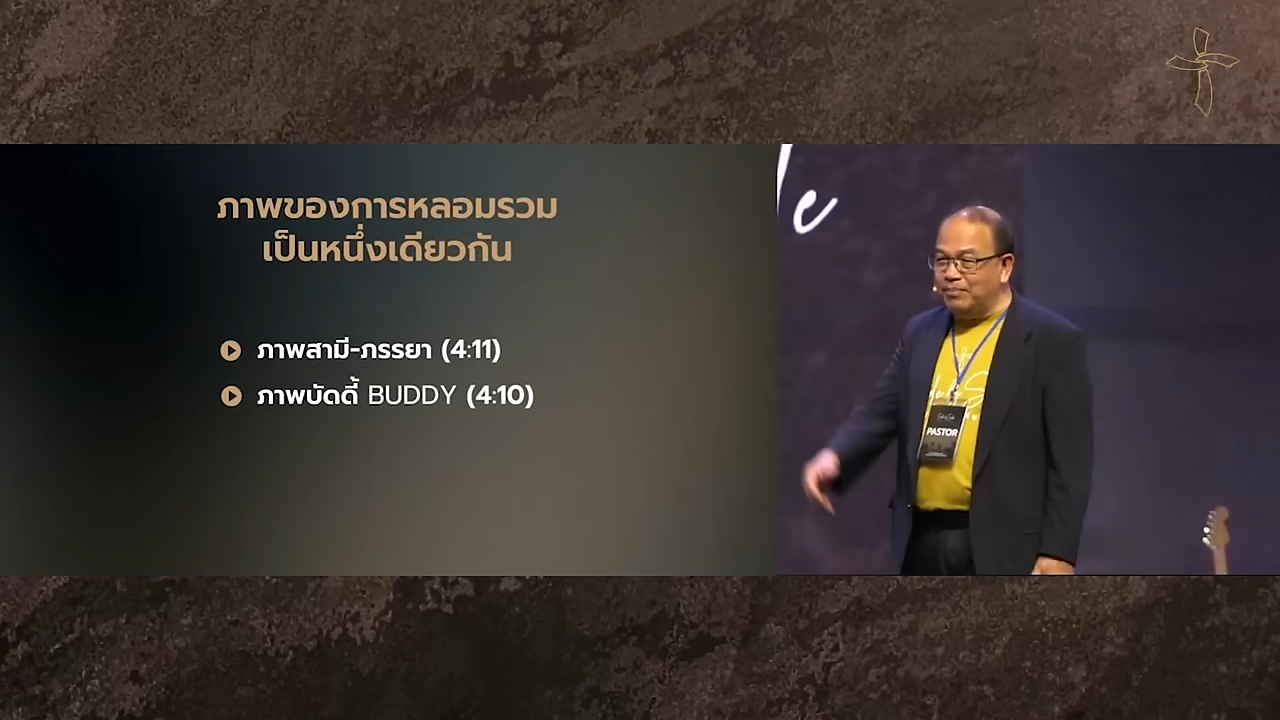 ภาพของการหลอมรวม
เป็นหนึ่งเดียวกัน
ภาพสามี-ภรรยา (4:11)
ภาพบัดดี้ BUDDY (4:10)
PASTOR